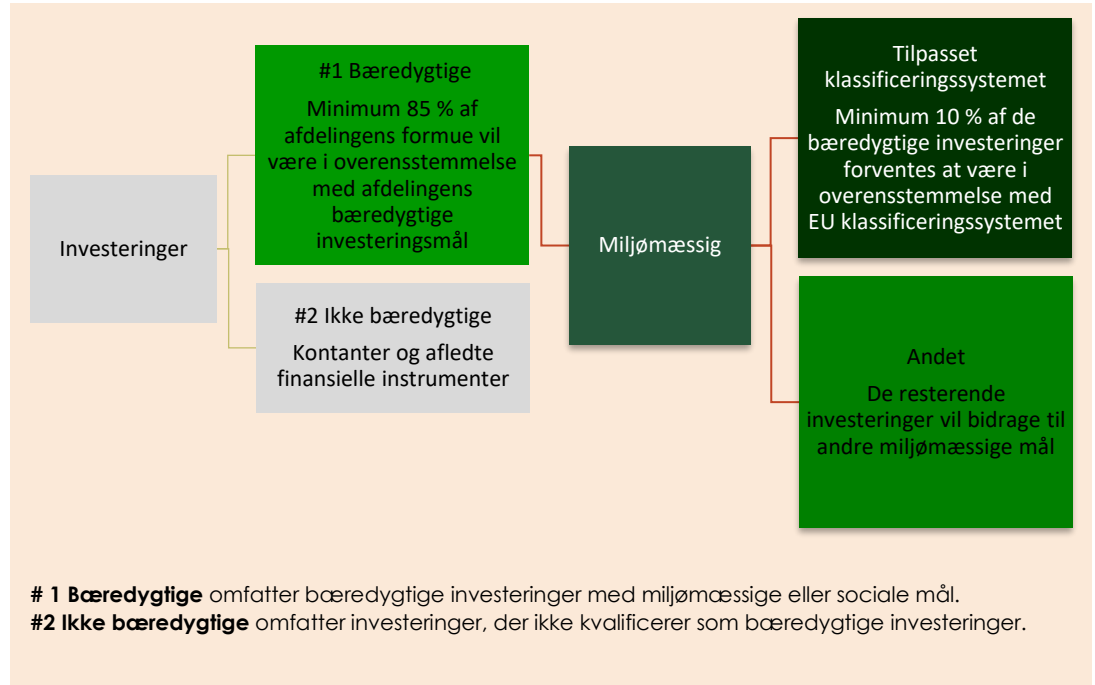 Investeringer
#1 Bæredygtige
Minimum 85 % af
afdelingens formue vil
være i overensstemmelse
med afdelingens
bæredygtige
investeringsmål
#2 Ikke bæredygtige
Kontanter og afledte
finansielle instrumenter
Miljømæssig
Tilpasset
klassificeringssystemet
Minimum 10 % af de
bæredygtige investeringer
forventes at være i
overensstemmelse med
EU klassificeringssystemet
Andet
De resterende
investeringer vil bidrage til
andre miljømæssige mål
# 1 Bæredygtige omfatter bæredygtige investeringer med miljømæssige eller sociale mål.
#2 Ikke bæredygtige omfatter investeringer, der ikke kvalificerer som bæredygtige investeringer.